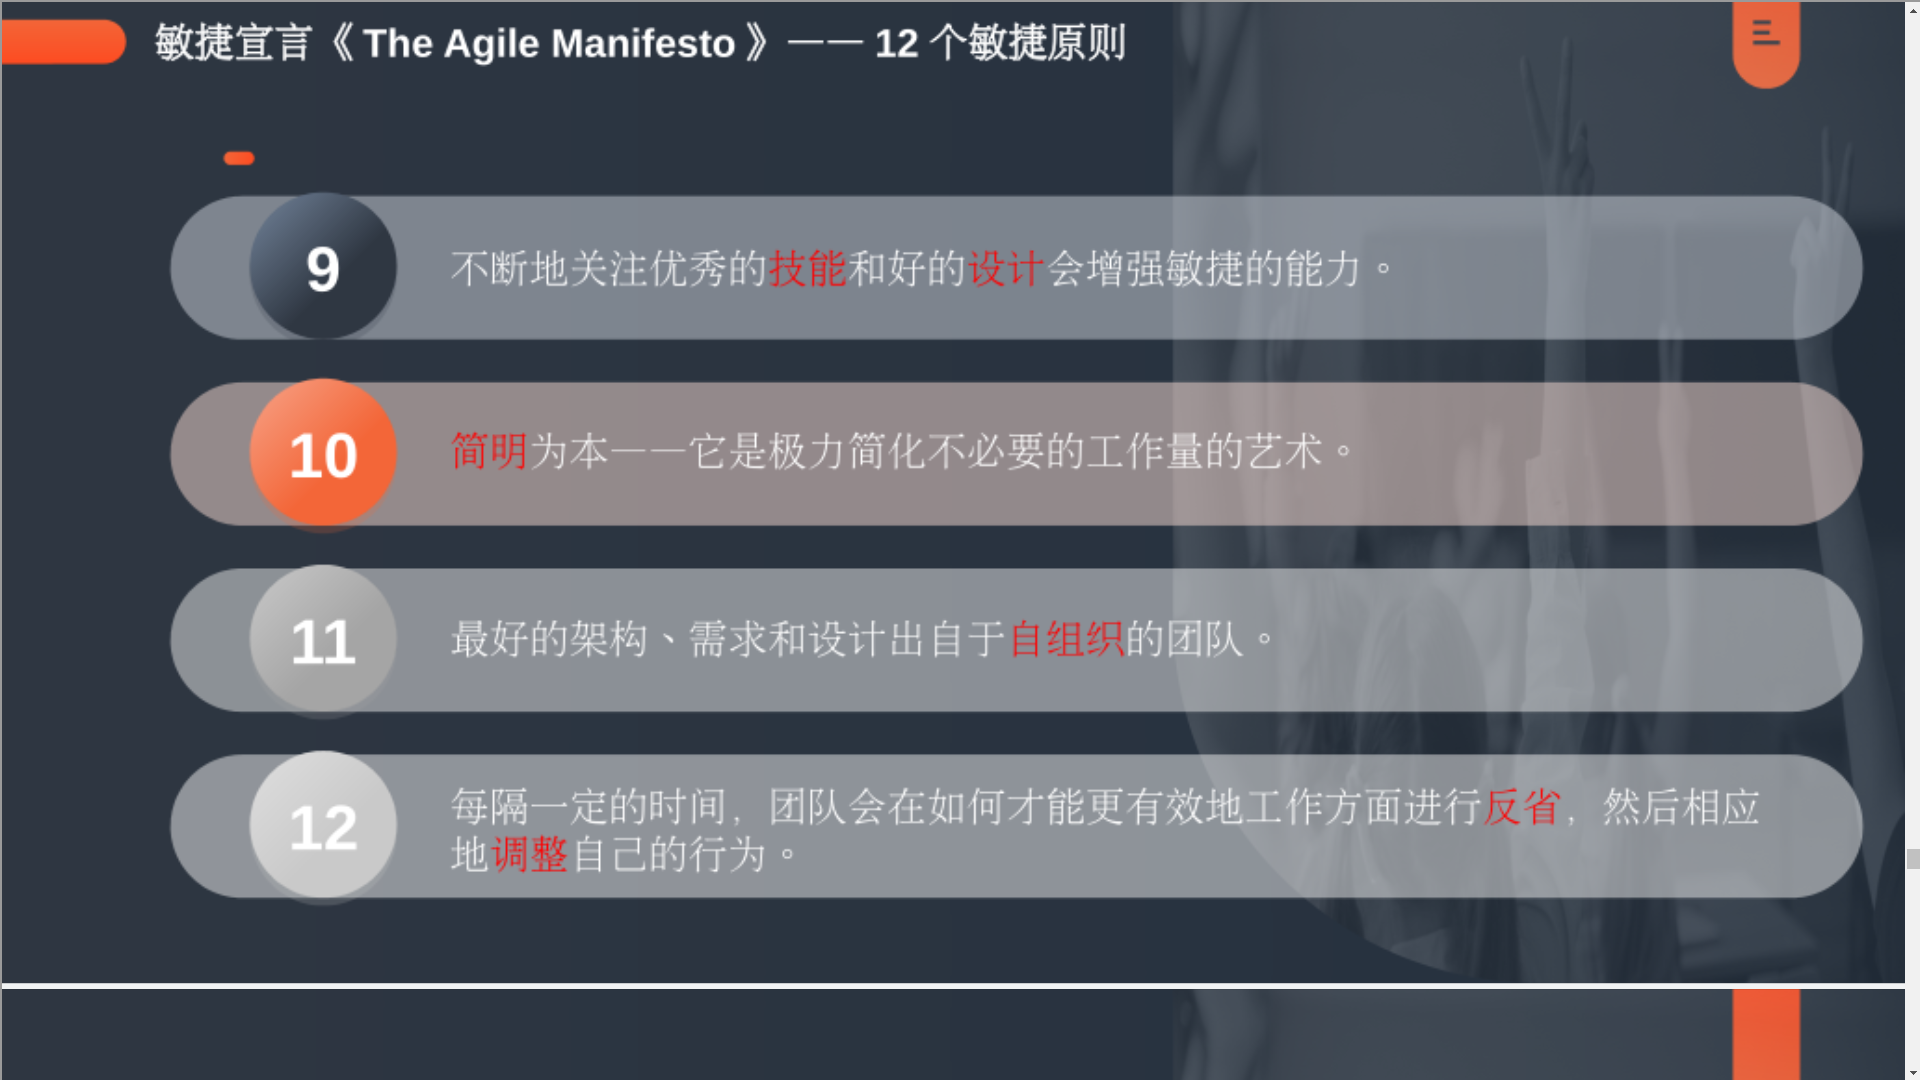 敏捷宣言《The Agile Manifesto》—— 12 个敏捷原则
9
不断地关注优秀的技能和好的设计会增强敏捷的能力。
10
简明为本——它是极力简化不必要的工作量的艺术。
11
最好的架构、需求和设计出自于自组织的团队。
12
每隔一定的时间，团队会在如何才能更有效地工作方面进行反省，然后相应
地调整自己的行为。